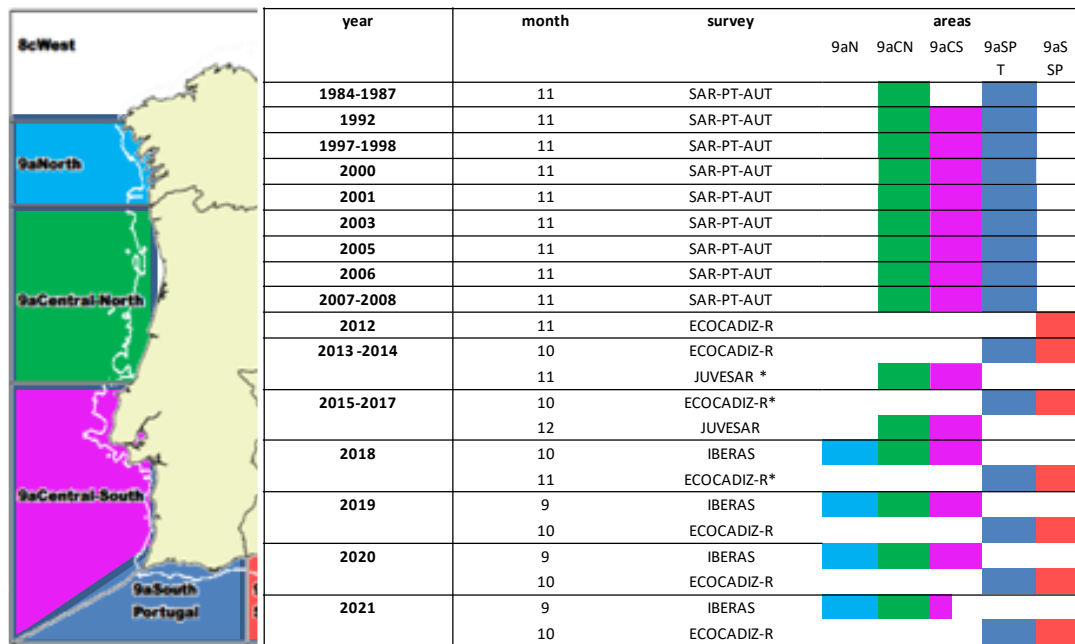 8cWest
9aNorth
9aCentral-North
9aCentral-South
9aSouth
Portugal
year month survey areas
9aN 9aCN 9aCS 9aSP 9aS
T SP
1984-1987 11 SAR-PT-AUT
1992 11 SAR-PT-AUT
1997-1998 11 SAR-PT-AUT
2000 11 SAR-PT-AUT
2001 11 SAR-PT-AUT
2003 11 SAR-PT-AUT
2005 11 SAR-PT-AUT
2006 11 SAR-PT-AUT
2007-2008 11 SAR-PT-AUT
2012 11 ECOCADIZ-R
2013-2014 10 ECOCADIZ-R
11 JUVESAR *
2015-2017 10 ECOCADIZ-R*
12 JUVESAR
2018 10 IBERAS
11 ECOCADIZ-R*
2019 9 IBERAS
10 ECOCADIZ-R
2020 9 IBERAS
10 ECOCADIZ-R
2021 9 IBERAS
10 ECOCADIZ-R